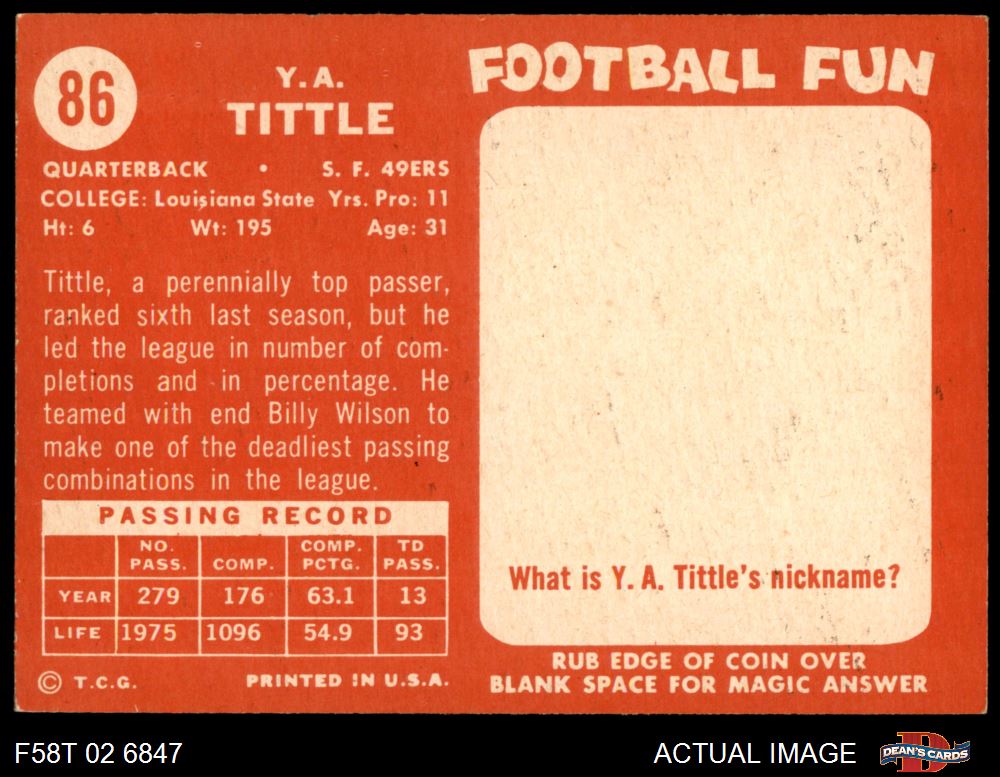 86
Y. A.
TITTLE
QUARTERBACK • S. F. 49ERS
COLLEGE: Louisiana State Yrs. Pro: 11
Ht: 6 Wt: 195 Age: 31
Tittle, a perennially top passer,
ranked sixth last season, but he
led the league in number of com-
pletions and in percentage. He
teamed with end Billy Wilson to
make one of the deadliest passing
combinations in the league.
PASSING RECORD
NO. PASS. COMP. COMP. PCTG. TD PASS.
YEAR 279 176 63.1 13
LIFE 1975 1096 54.9 93
© T.C.G. PRINTED IN U.S.A.
FOOTBALL FUN
What is Y. A. Tittle's nickname?
RUB EDGE OF COIN OVER
BLANK SPACE FOR MAGIC ANSWER
F58T 02 6847 ACTUAL IMAGE DEAN'S CARDS